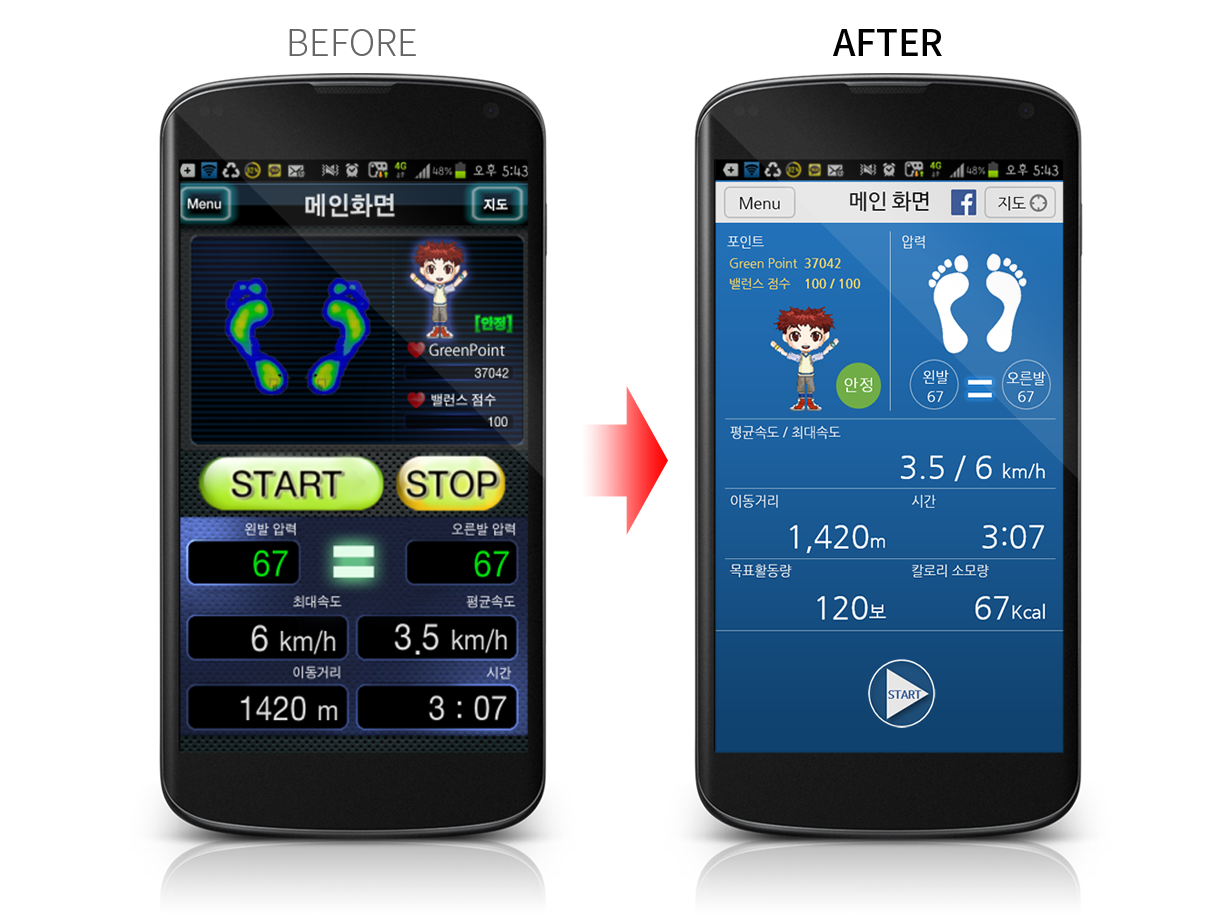 BEFORE
48% 오후 5:43
4G
Menu 메인화면 지도
[안정]
GreenPoint
37042
밸런스 점수
100
START STOP
왼발 압력 오른발 압력
67 67
최대속도 평균속도
6 km/h 3.5 km/h
이동거리 시간
1420 m 3 : 07
AFTER
48% 오후 5:43
4G
Menu 메인 화면 f 지도
포인트
Green Point 37042
밸런스 점수 100 / 100
안정
압력
왼발 67
오른발 67
평균속도 / 최대속도
3.5 / 6 km/h
이동거리 시간
1,420m 3:07
목표활동량 칼로리 소모량
120보 67Kcal
START